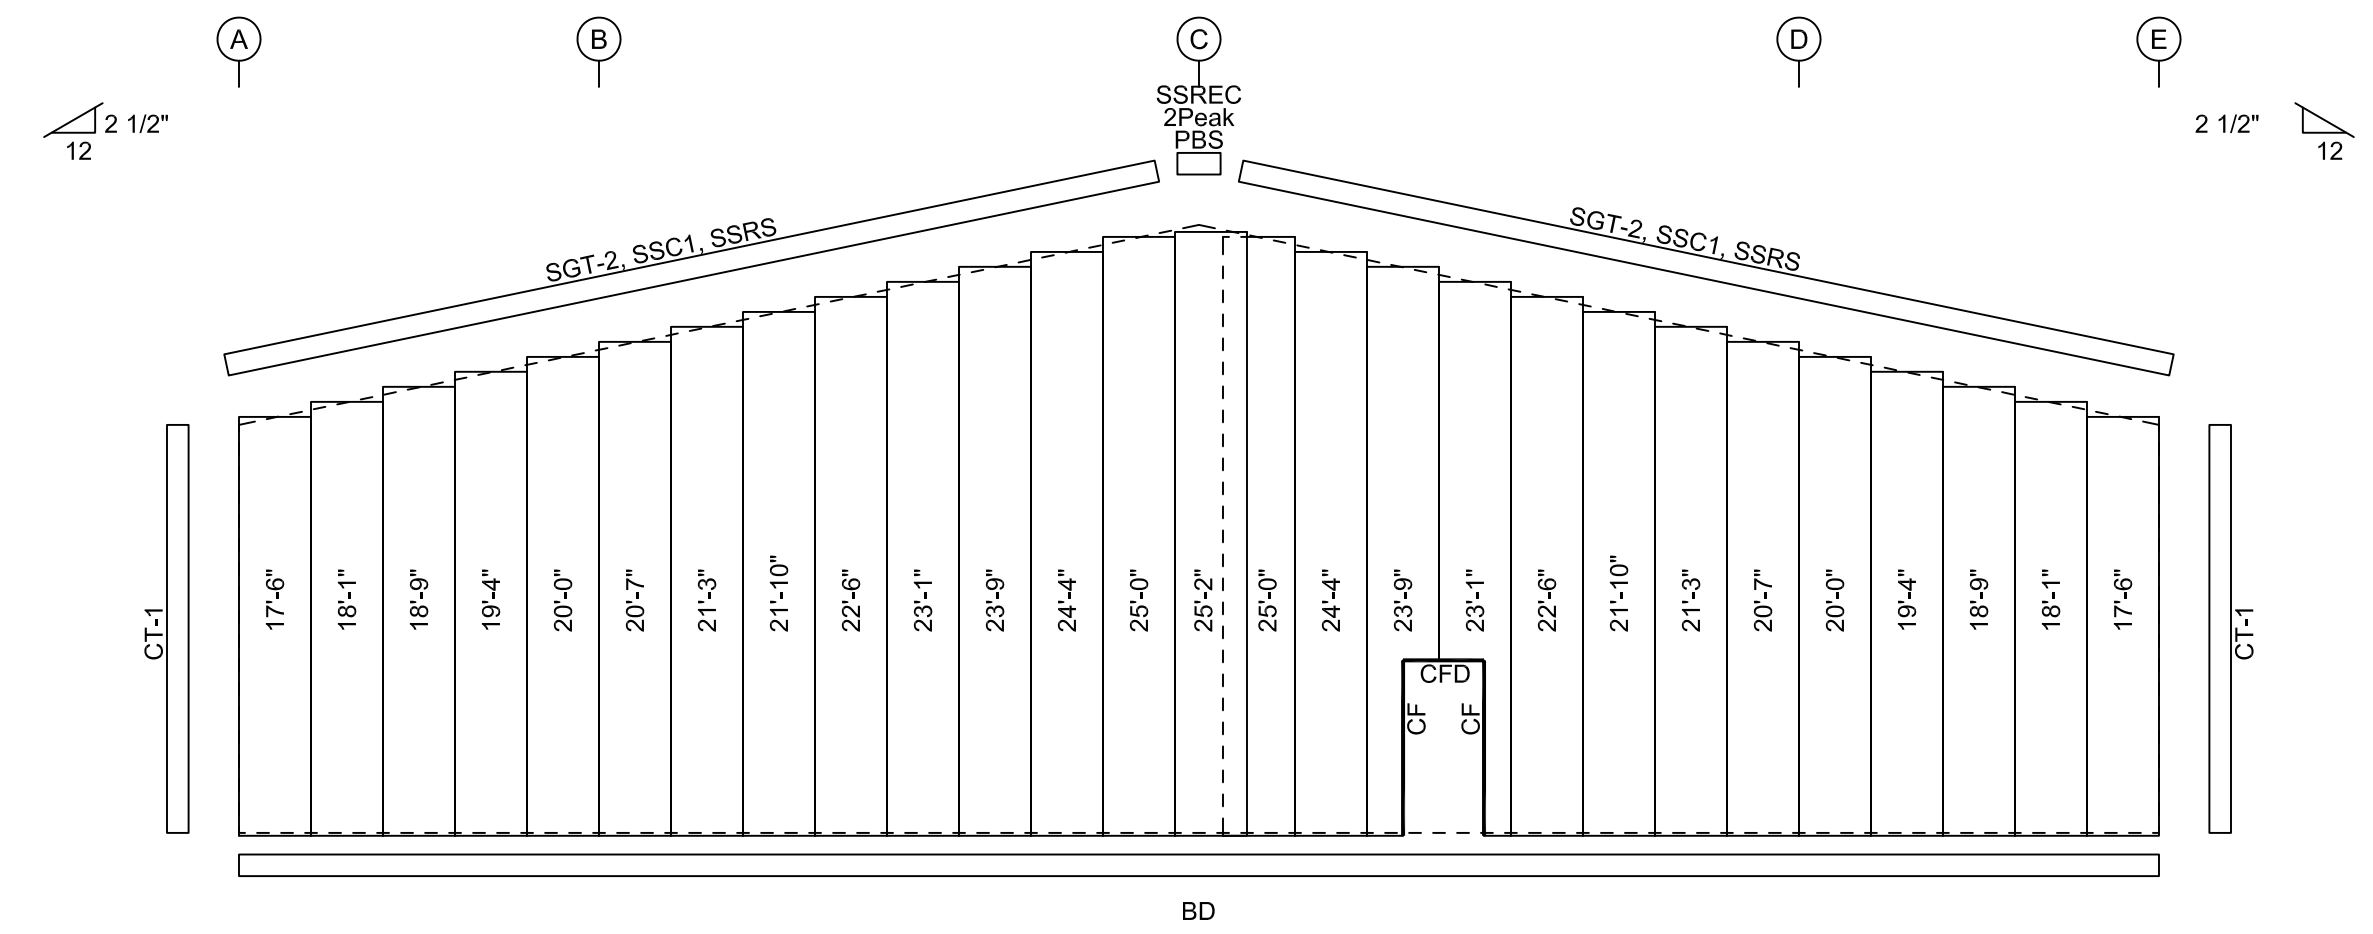 A
B
C
D
E
SSREC
2Peak
PBS
2 1/2"
12
2 1/2"
12
SGT-2, SSC1, SSRS
SGT-2, SSC1, SSRS
CT-1
17'-6"
18'-1"
18'-9"
19'-4"
20'-0"
20'-7"
21'-3"
21'-10"
22'-6"
23'-1"
23'-9"
24'-4"
25'-0"
25'-2"
25'-0"
24'-4"
23'-9"
23'-1"
22'-6"
21'-10"
21'-3"
20'-7"
20'-0"
19'-4"
18'-9"
18'-1"
17'-6"
CT-1
CFD
CF
CF
BD